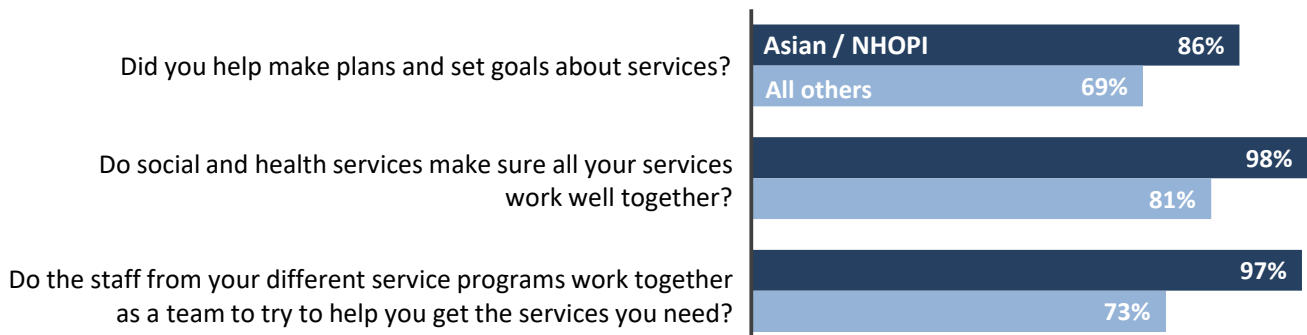 Did you help make plans and set goals about services?
Asian / NHOPI 86%
All others 69%
Do social and health services make sure all your services
work well together?
98%
81%
Do the staff from your different service programs work together
as a team to try to help you get the services you need?
97%
73%